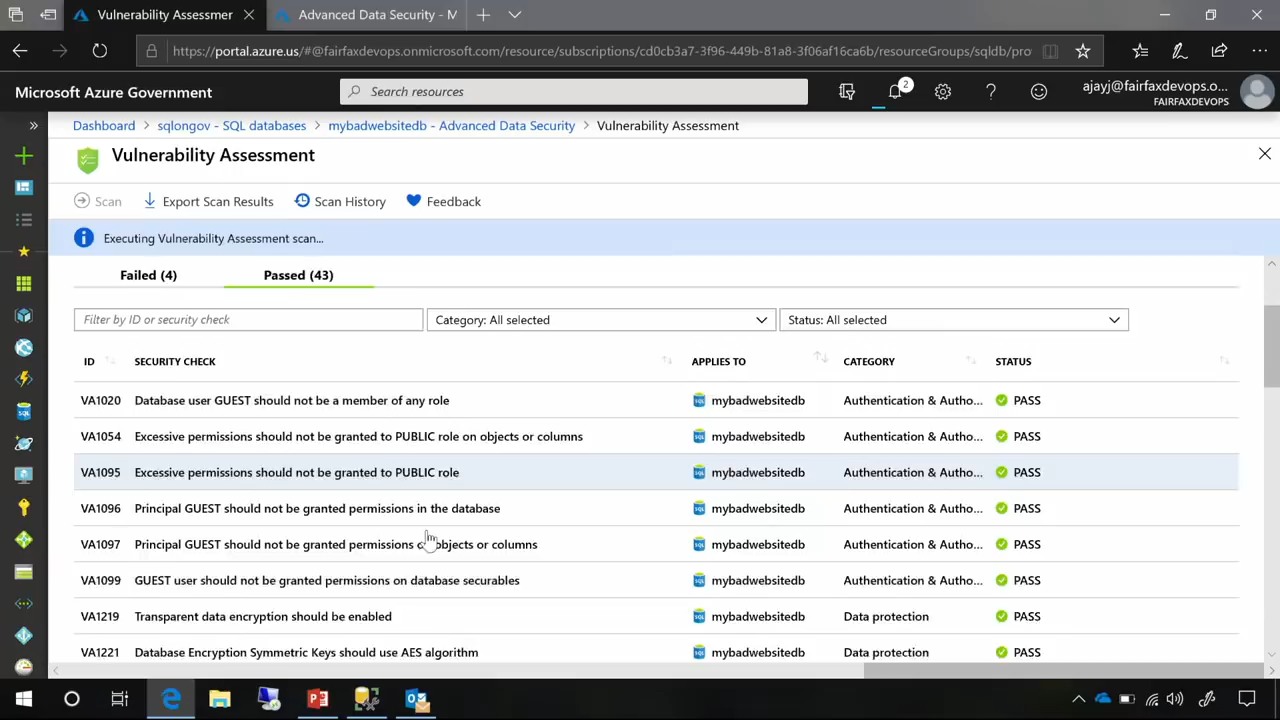 Vulnerability Assessmer
Advanced Data Security - M
https://portal.azure.us/#@fairfaxdevops.onmicrosoft.com/resource/subscriptions/cd0cb3a7-3f96-449b-81a8-3f06af16ca6b/resourceGroups/sqldb/pro
Microsoft Azure Government
Search resources
2
ajayj@fairfaxdevops.o...
FAIRFAXDEVOPS
Dashboard > sqlongov - SQL databases > mybadwebsitedb - Advanced Data Security > Vulnerability Assessment
Vulnerability Assessment
Scan Export Scan Results Scan History Feedback
Executing Vulnerability Assessment scan...
Failed (4) Passed (43)
Filter by ID or security check Category: All selected Status: All selected
ID SECURITY CHECK APPLIES TO CATEGORY STATUS
VA1020 Database user GUEST should not be a member of any role mybadwebsitedb Authentication & Autho... PASS
VA1054 Excessive permissions should not be granted to PUBLIC role on objects or columns mybadwebsitedb Authentication & Autho... PASS
VA1095 Excessive permissions should not be granted to PUBLIC role mybadwebsitedb Authentication & Autho... PASS
VA1096 Principal GUEST should not be granted permissions in the database mybadwebsitedb Authentication & Autho... PASS
VA1097 Principal GUEST should not be granted permissions objects or columns mybadwebsitedb Authentication & Autho... PASS
VA1099 GUEST user should not be granted permissions on database securables mybadwebsitedb Authentication & Autho... PASS
VA1219 Transparent data encryption should be enabled mybadwebsitedb Data protection PASS
VA1221 Database Encryption Symmetric Keys should use AES algorithm mybadwebsitedb Data protection PASS